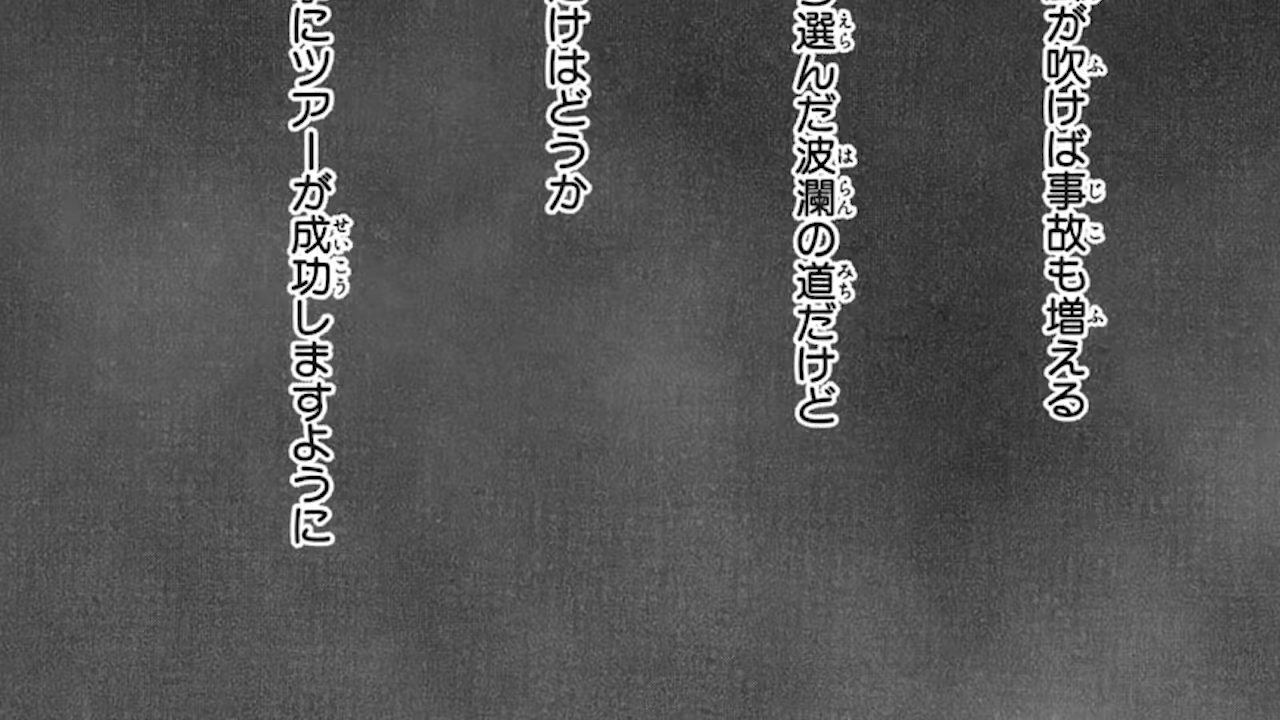 が吹けば事故も増える
選んだ波瀾の道だけど
けはどうか
にツアーが成功しますように